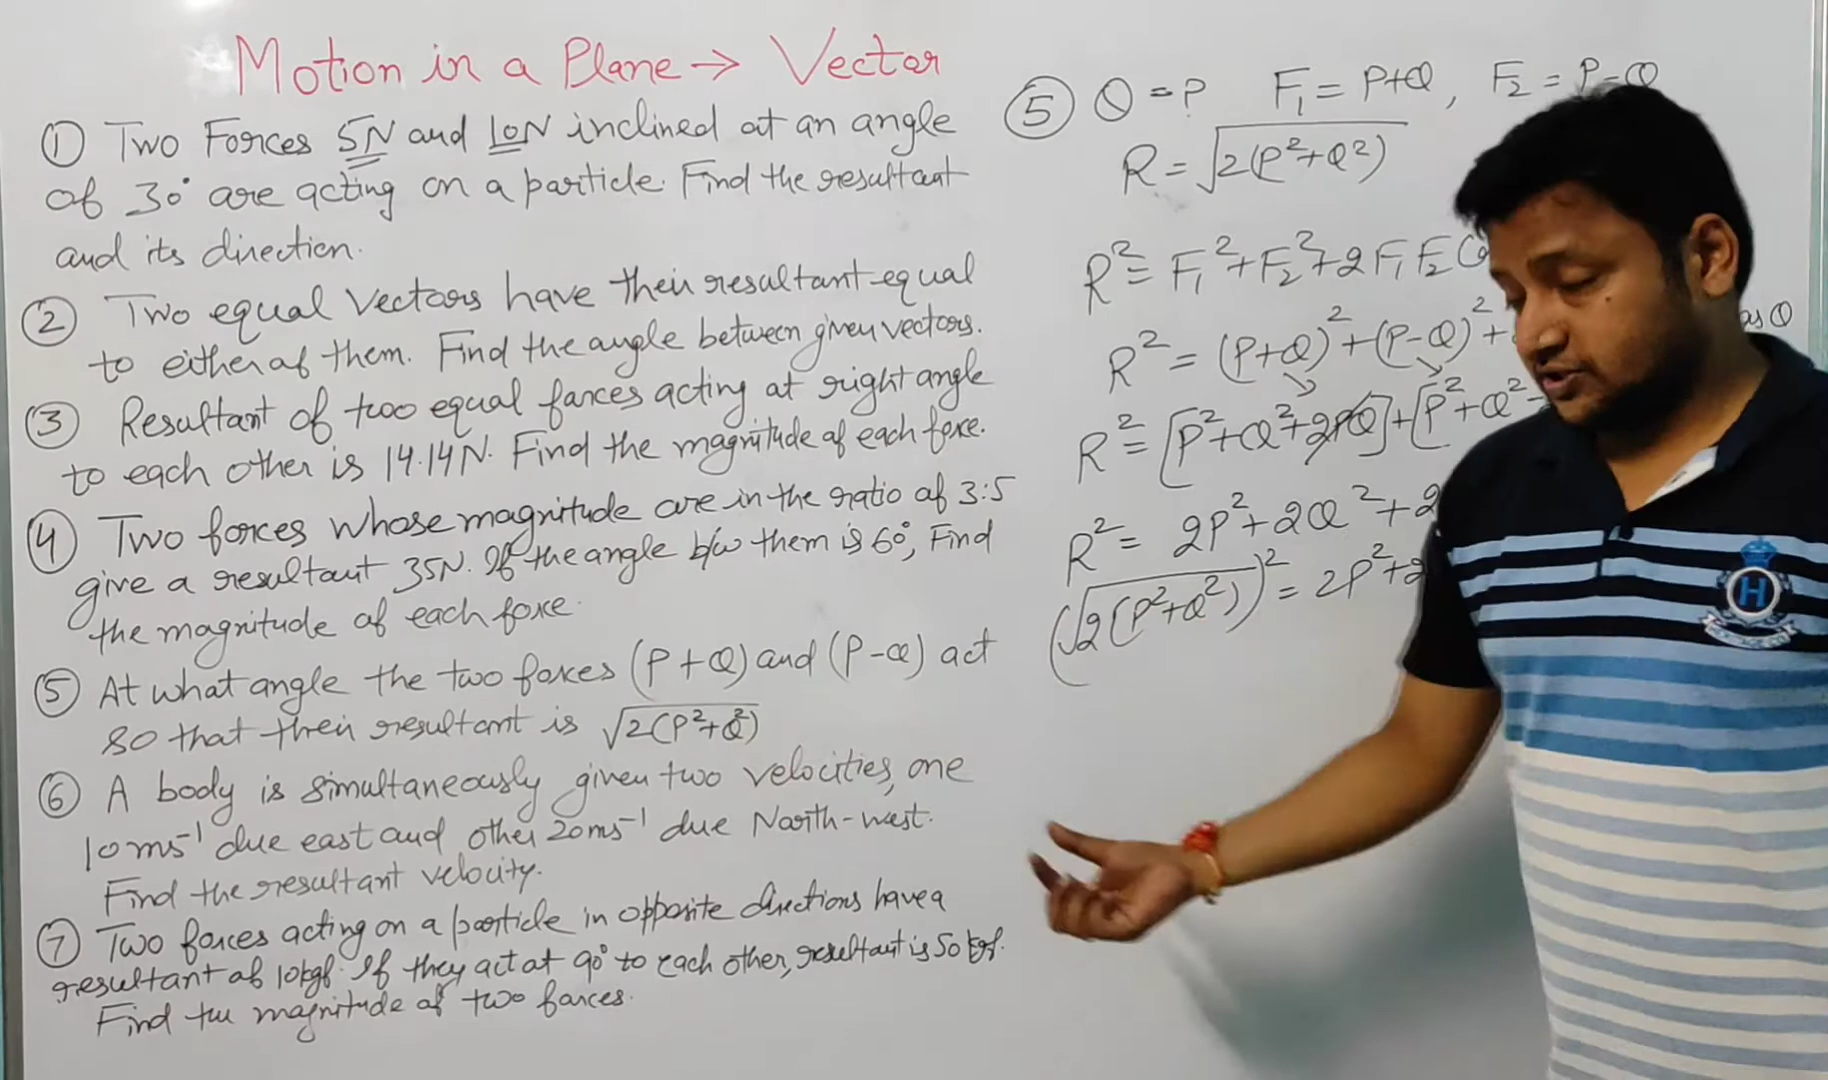 Motion in a Plane → Vector
① Two Forces 5N and 10N inclined at an angle
of 30° are acting on a particle. Find the resultant
and its direction.
② Two equal Vectors have their resultant equal
to either of them. Find the angle between given vectors.
③ Resultant of two equal forces acting at right angle
to each other is 14.14N. Find the magnitude of each force.
④ Two forces whose magnitude are in the ratio of 3:5
give a resultant 35N. If the angle b/w them is 60°, Find
the magnitude of each force.
⑤ At what angle the two forces (P+Q) and (P-Q) act
so that their resultant is √2(P²+Q²)
⑥ A body is simultaneously given two velocities, one
10ms⁻¹ due east and other 20ms⁻¹ due North-west.
Find the resultant velocity.
⑦ Two forces acting on a particle in opposite directions have a
resultant of 10kgf. If they act at 90° to each other, resultant is 50 kgf.
Find the magnitude of two forces.
⑤ θ = ? F₁ = P+Q, F₂ = P-Q
R = √2(P²+Q²)
R² = F₁² + F₂² + 2F₁F₂
R² = (P+Q)² + (P-Q)² + θ
R² = [P²+Q²+2PQ] + [P²+Q²
R² = 2P² + 2Q² + 2
(√2(P²+Q²))² = 2P² + 2
H